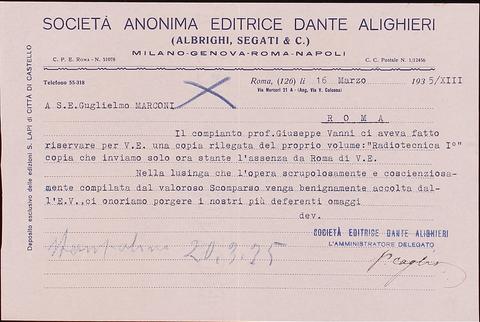 SOCIETÀ ANONIMA EDITRICE DANTE ALIGHIERI
(ALBRIGHI, SEGATI & C.)
MILANO-GENOVA-ROMA-NAPOLI
C. P. E. Roma - N. 51078
C. C. Postale N. 1/12456
Telefono 55-318
Roma, (126) li 16 Marzo 1935/XIII
Via Marcori 21 A - (Ang. Via V. Colonna)
A S.E.Guglielmo MARCONI
R O M A
Il compianto prof.Giuseppe Vanni ci aveva fatto
riservare per V.E. una copia rilegata del proprio volume:"Radiotecnica I°
copia che inviamo solo ora stante l'assenza da Roma di V.E.
Nella lusinga che l'opera scrupolosamente e coscienziosa-
mente compilata dal valoroso Scomparso venga benignamente accolta dal-
l'E.V.,ci onoriamo porgere i nostri più deferenti omaggi
dev.
SOCIETÀ EDITRICE DANTE ALIGHIERI
L'AMMINISTRATORE DELEGATO
20.3.35
Deposito esclusivo delle edizioni S. LAPI di CITTÀ DI CASTELLO